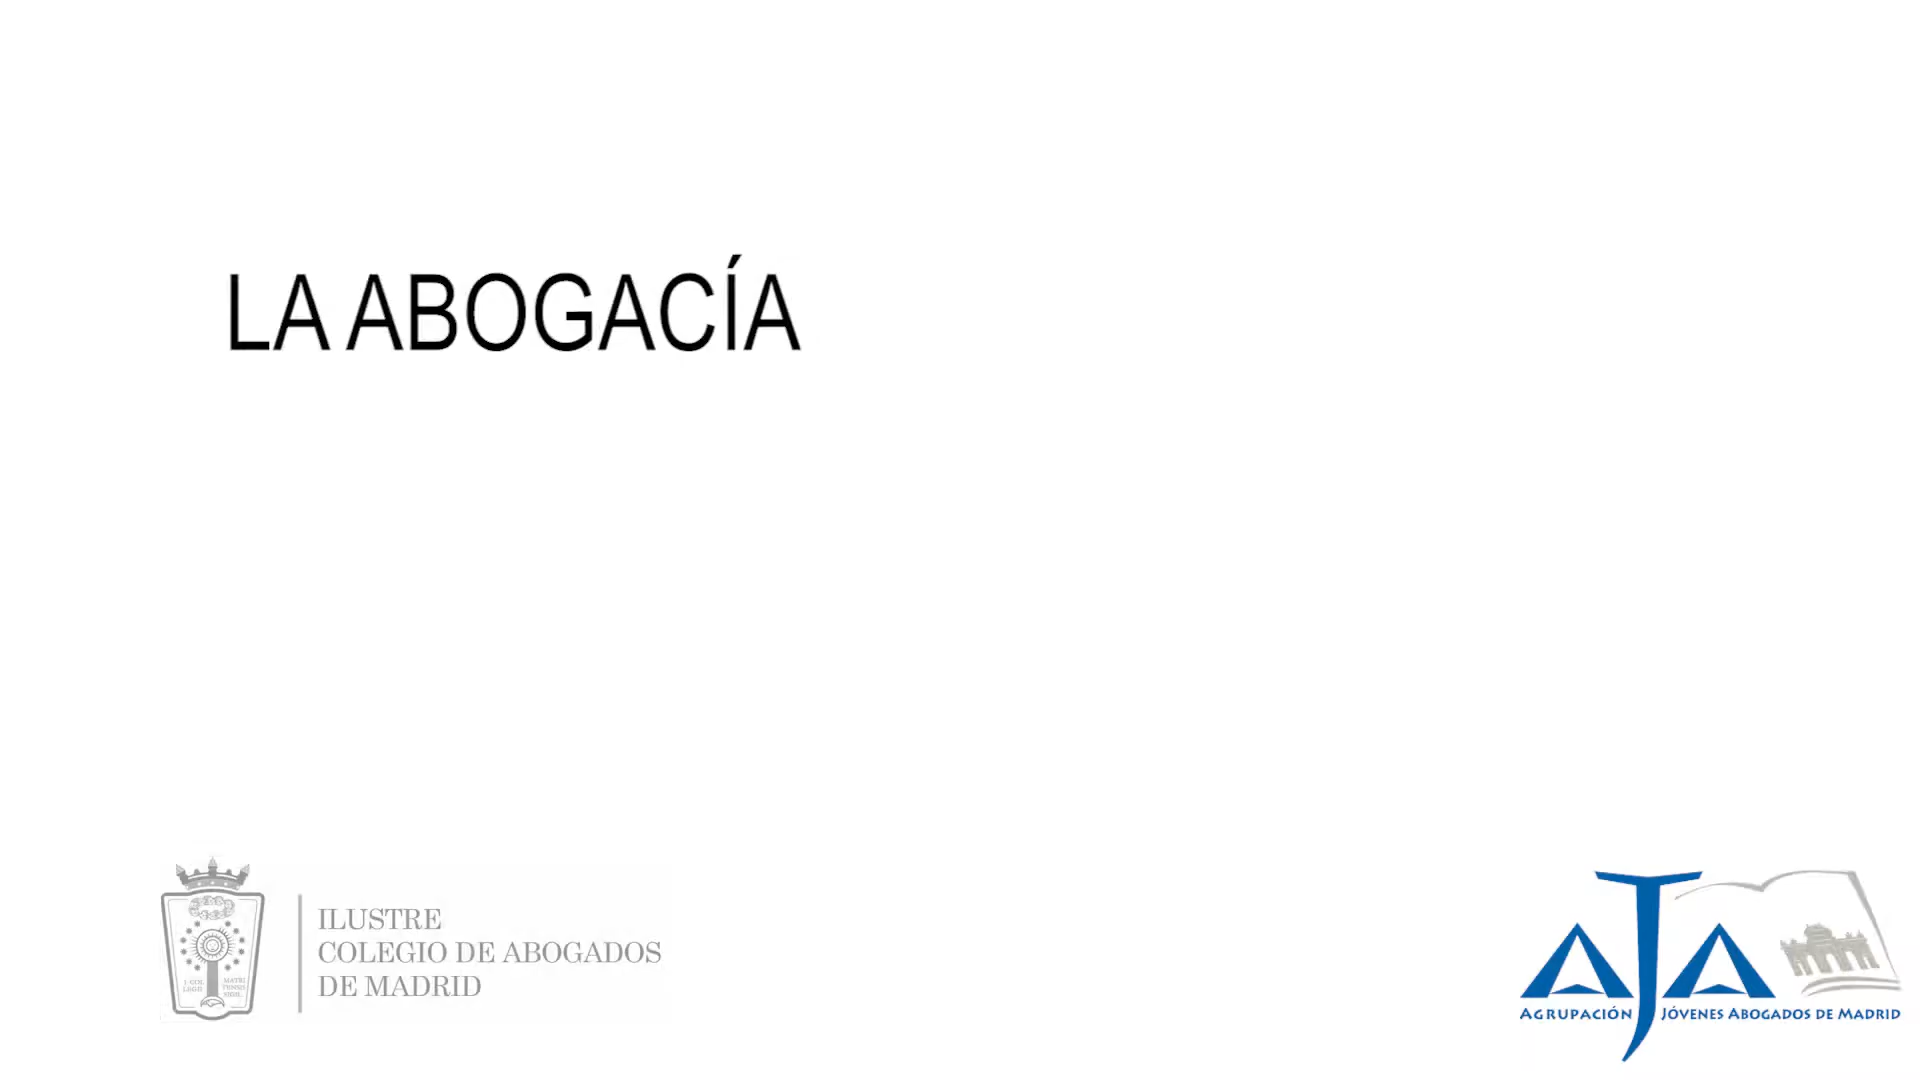 LA ABOGACÍA
ILUSTRE
COLEGIO DE ABOGADOS
DE MADRID
AJA
AGRUPACIÓN JÓVENES ABOGADOS DE MADRID